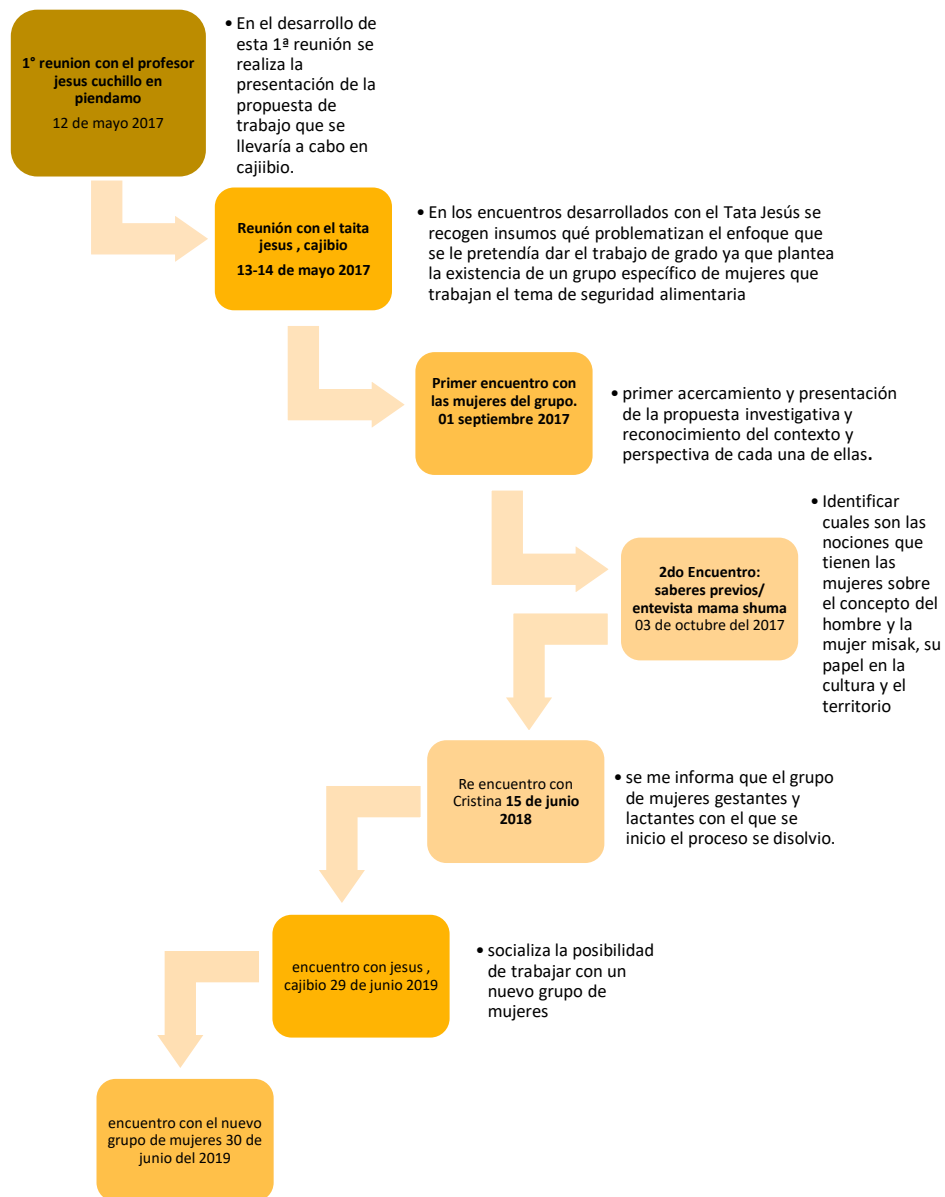 1° reunion con el profesor
jesus cuchillo en
piendamo
12 de mayo 2017
• En el desarrollo de
esta 1ª reunión se
realiza la
presentación de la
propuesta de
trabajo que se
llevaría a cabo en
cajiibio.
Reunión con el taita
jesus , cajibio
13-14 de mayo 2017
• En los encuentros desarrollados con el Tata Jesús se
recogen insumos qué problematizan el enfoque que
se le pretendía dar el trabajo de grado ya que plantea
la existencia de un grupo específico de mujeres que
trabajan el tema de seguridad alimentaria
Primer encuentro con
las mujeres del grupo.
01 septiembre 2017
• primer acercamiento y presentación
de la propuesta investigativa y
reconocimiento del contexto y
perspectiva de cada una de ellas.
2do Encuentro:
saberes previos/
entevista mama shuma
03 de octubre del 2017
• Identificar
cuales son las
nociones que
tienen las
mujeres sobre
el concepto del
hombre y la
mujer misak, su
papel en la
cultura y el
territorio
Re encuentro con
Cristina 15 de junio
2018
• se me informa que el grupo
de mujeres gestantes y
lactantes con el que se
inicio el proceso se disolvio.
encuentro con jesus ,
cajibio 29 de junio 2019
• socializa la posibilidad
de trabajar con un
nuevo grupo de
mujeres
encuentro con el nuevo
grupo de mujeres 30 de
junio del 2019